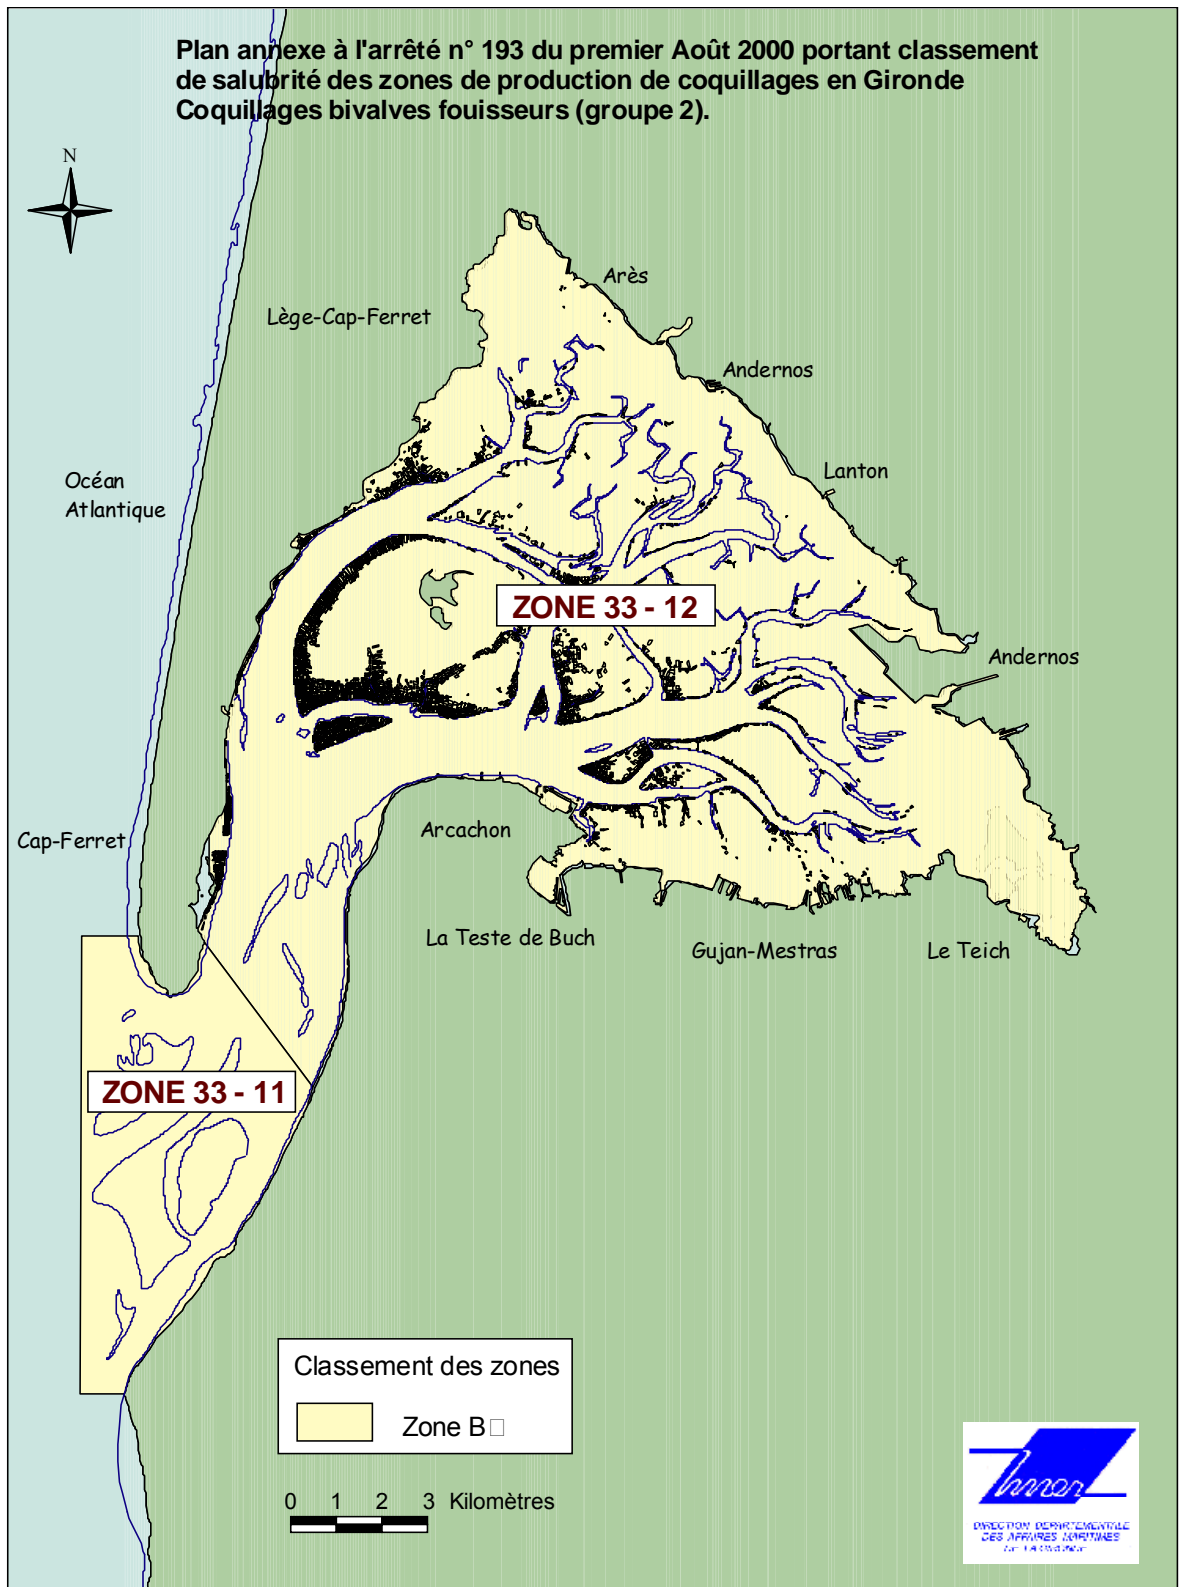 Plan annexe à l'arrêté n° 193 du premier Août 2000 portant classement
de salubrité des zones de production de coquillages en Gironde
Coquillages bivalves fouisseurs (groupe 2).
N
Arès
Lège-Cap-Ferret
Andernos
Lanton
Océan
Atlantique
ZONE 33 - 12
Andernos
Arcachon
Cap-Ferret
La Teste de Buch
Gujan-Mestras
Le Teich
ZONE 33 - 11
Classement des zones
Zone B
0 1 2 3 Kilomètres
DIRECTION DEPARTEMENTALE
DES AFFAIRES MARITIMES